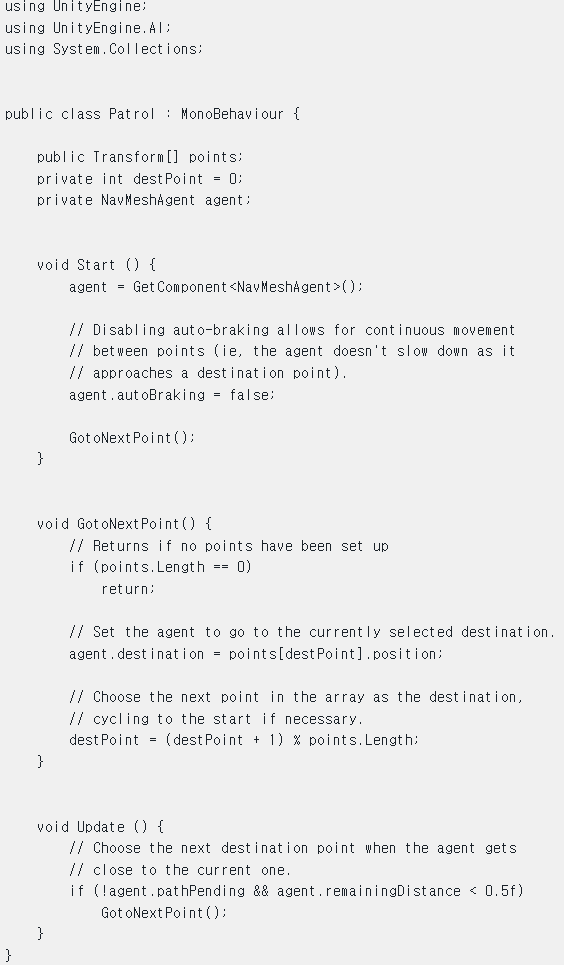 using UnityEngine;
using UnityEngine.AI;
using System.Collections;
public class Patrol : MonoBehaviour {
public Transform[] points;
private int destPoint = 0;
private NavMeshAgent agent;
void Start () {
agent = GetComponent<NavMeshAgent>();
// Disabling auto-braking allows for continuous movement
// between points (ie, the agent doesn't slow down as it
// approaches a destination point).
agent.autoBraking = false;
GotoNextPoint();
}
void GotoNextPoint() {
// Returns if no points have been set up
if (points.Length == 0)
return;
// Set the agent to go to the currently selected destination.
agent.destination = points[destPoint].position;
// Choose the next point in the array as the destination,
// cycling to the start if necessary.
destPoint = (destPoint + 1) % points.Length;
}
void Update () {
// Choose the next destination point when the agent gets
// close to the current one.
if (!agent.pathPending && agent.remainingDistance < 0.5f)
GotoNextPoint();
}
}